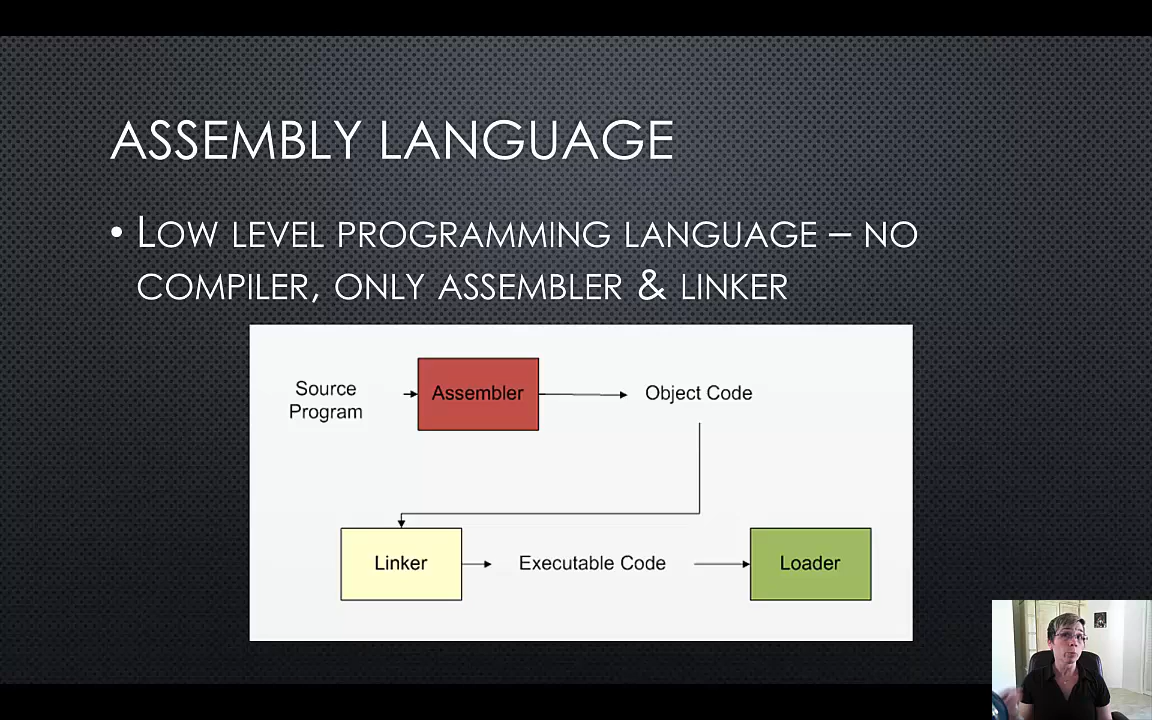 ASSEMBLY LANGUAGE
• LOW LEVEL PROGRAMMING LANGUAGE – NO
COMPILER, ONLY ASSEMBLER & LINKER
Source
Program
Assembler
Object Code
Linker
Executable Code
Loader